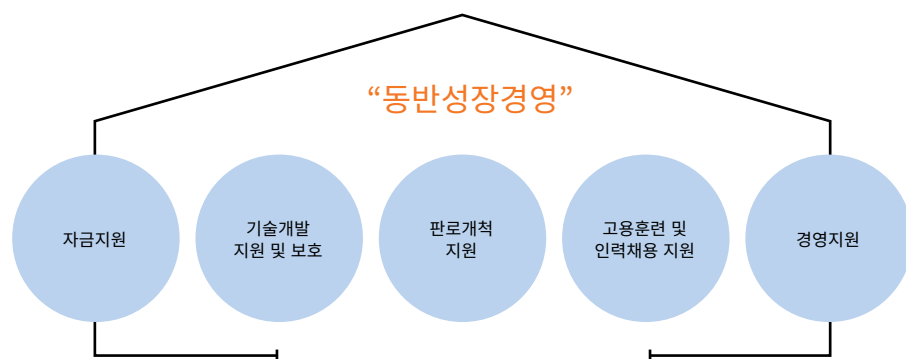 “동반성장경영”
자금지원
기술개발
지원 및 보호
판로개척
지원
고용훈련 및
인력채용 지원
경영지원